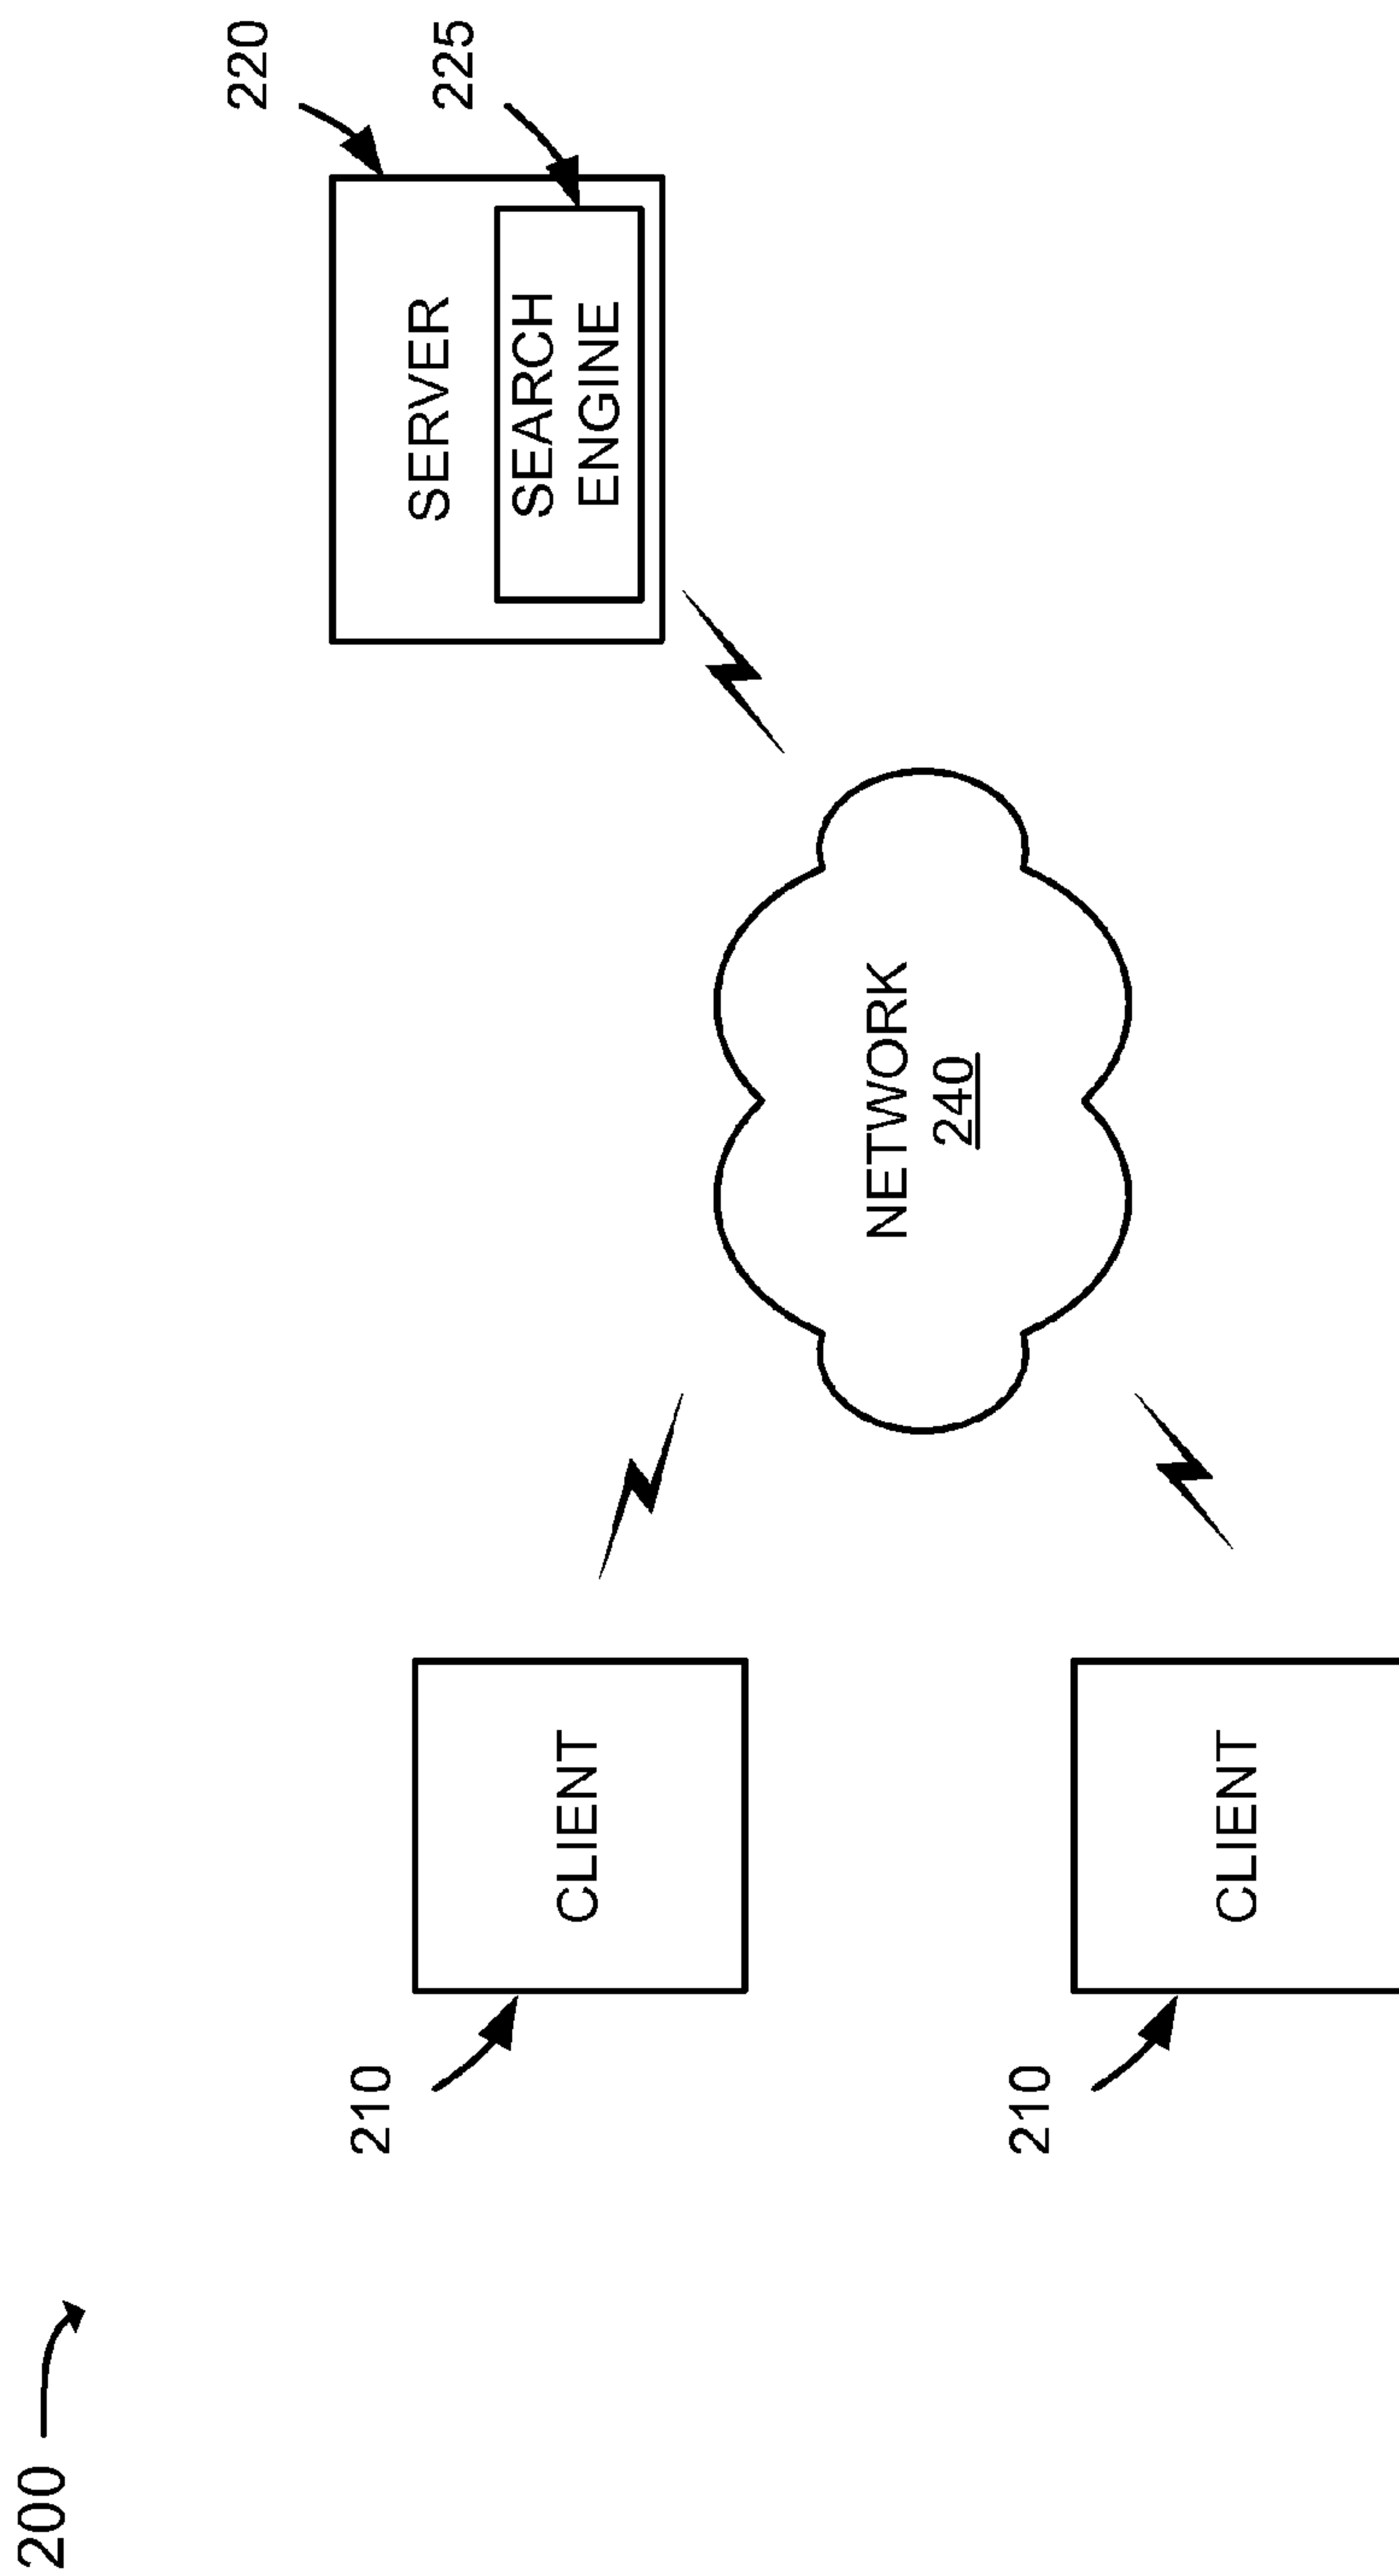 200
210
CLIENT
210
CLIENT
NETWORK
240
220
SERVER
225
SEARCH
ENGINE